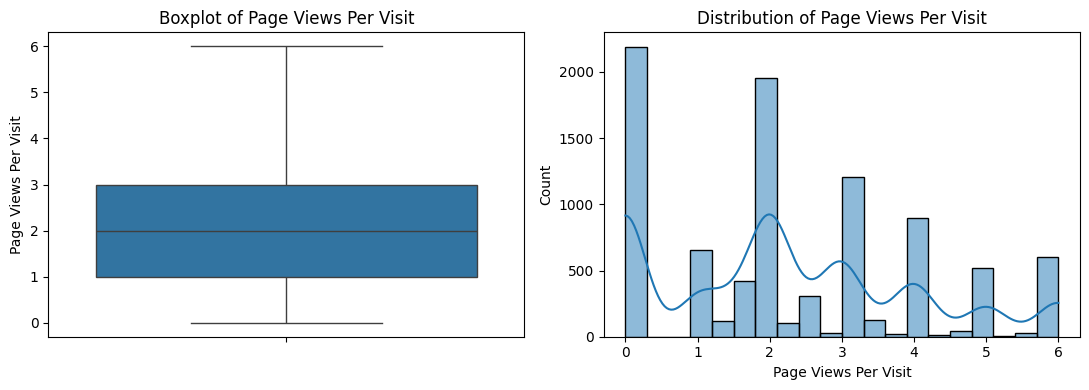 Boxplot of Page Views Per Visit
Page Views Per Visit
6
5
4
3
2
1
0
Distribution of Page Views Per Visit
Count
2000
1500
1000
500
0
0 1 2 3 4 5 6
Page Views Per Visit